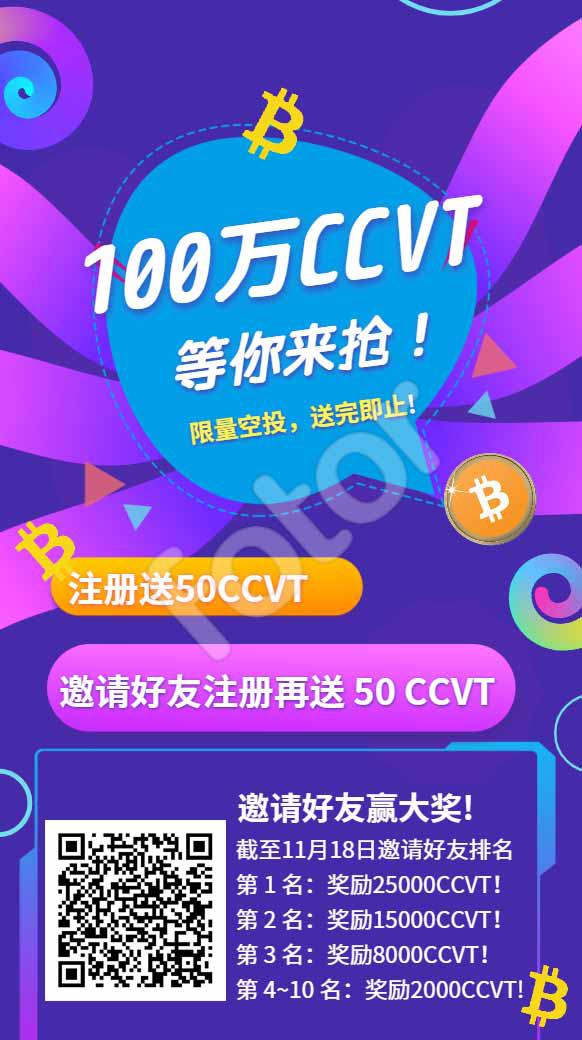 100万CCVT
等你来抢！
限量空投，送完即止!
fotor
注册送50CCVT
邀请好友注册再送 50 CCVT
邀请好友赢大奖!
截至11月18日邀请好友排名
第 1 名：奖励25000CCVT!
第 2 名：奖励15000CCVT!
第 3 名：奖励8000CCVT!
第 4~10 名：奖励2000CCVT!